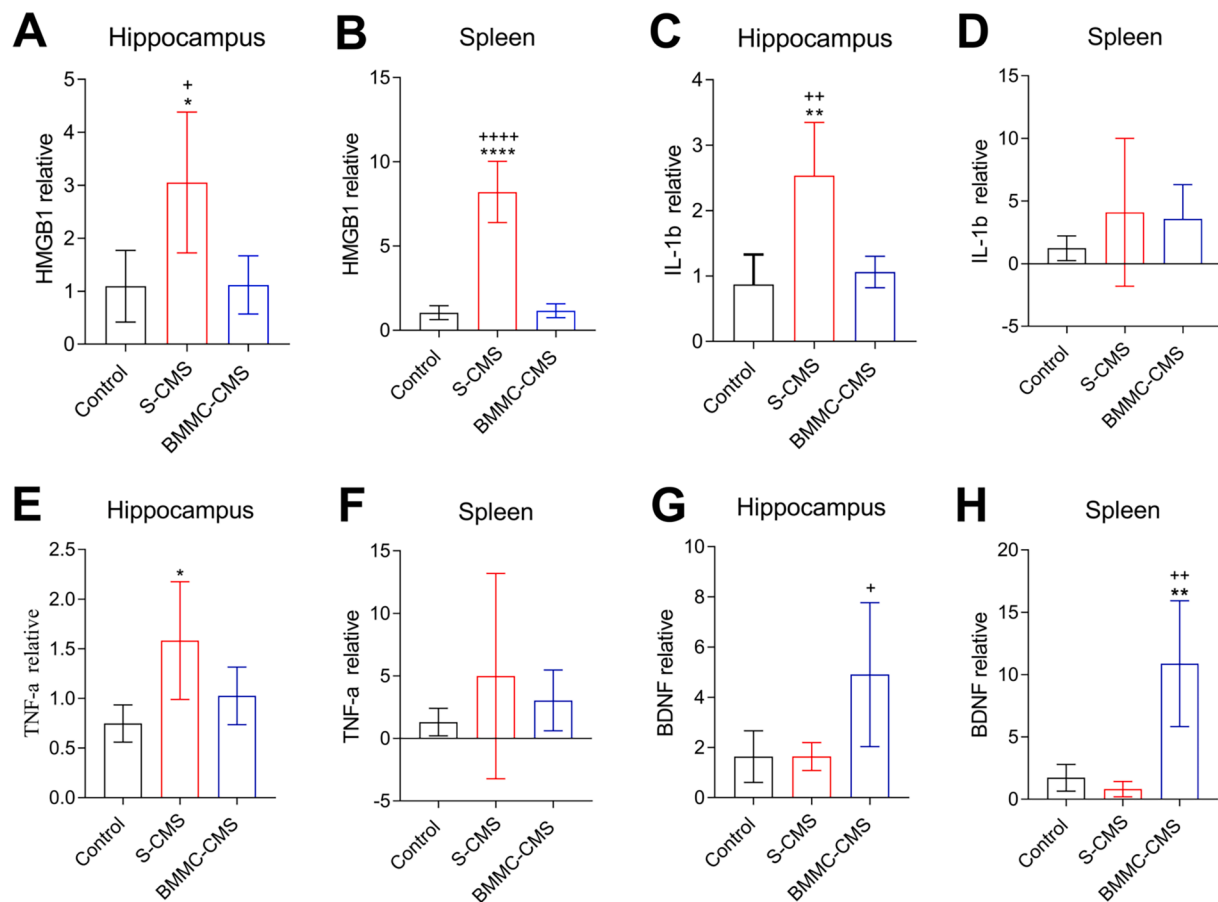 A
Hippocampus
HMGB1 relative
5
4
3
2
1
0
+
*
Control
S-CMS
BMMC-CMS
B
Spleen
HMGB1 relative
15
10
5
0
++++
****
Control
S-CMS
BMMC-CMS
C
Hippocampus
IL-1b relative
4
3
2
1
0
++
**
Control
S-CMS
BMMC-CMS
D
Spleen
IL-1b relative
15
10
5
0
-5
Control
S-CMS
BMMC-CMS
E
Hippocampus
TNF-a relative
2.5
2.0
1.5
1.0
0.5
0.0
*
Control
S-CMS
BMMC-CMS
F
Spleen
TNF-a relative
15
10
5
0
-5
Control
S-CMS
BMMC-CMS
G
Hippocampus
BDNF relative
10
8
6
4
2
0
+
Control
S-CMS
BMMC-CMS
H
Spleen
BDNF relative
20
15
10
5
0
++
**
Control
S-CMS
BMMC-CMS